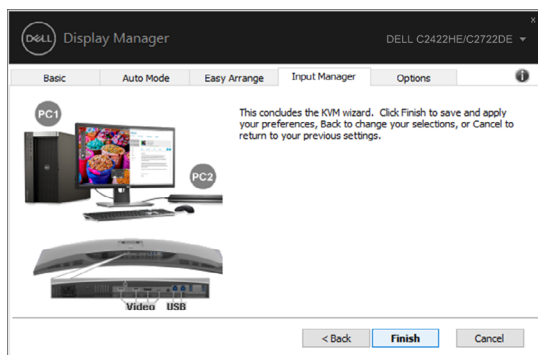 DELL Display Manager
x
DELL C2422HE/C2722DE
Basic Auto Mode Easy Arrange Input Manager Options
PC1
This concludes the KVM wizard. Click Finish to save and apply
your preferences, Back to change your selections, or Cancel to
return to your previous settings.
PC2
Video USB
< Back Finish Cancel